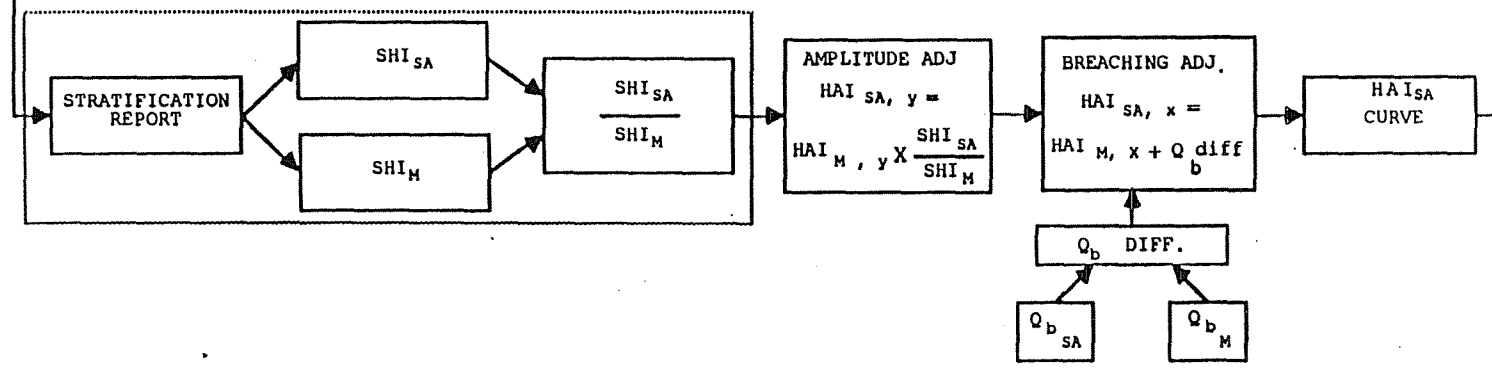 STRATIFICATION
REPORT
SHI SA
SHI M
SHI SA
SHI M
AMPLITUDE ADJ
HAI SA, y =
HAI M, y X SHI SA
SHI M
BREACHING ADJ.
HAI SA, x =
HAI M, X + Q b diff
HAI SA
CURVE
Q b DIFF.
Q b SA
Q b M